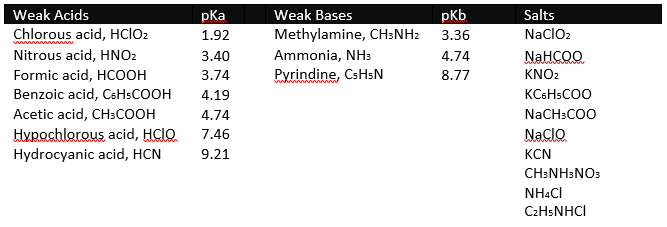 Weak Acids pKa Weak Bases pKb Salts
Chlorous acid, HClO₂ 1.92 Methylamine, CH₃NH₂ 3.36 NaClO₂
Nitrous acid, HNO₂ 3.40 Ammonia, NH₃ 4.74 NaHCOO
Formic acid, HCOOH 3.74 Pyrindine, C₅H₅N 8.77 KNO₂
Benzoic acid, C₆H₅COOH 4.19 KC₆H₅COO
Acetic acid, CH₃COOH 4.74 NaCH₃COO
Hypochlorous acid, HClO 7.46 NaClO
Hydrocyanic acid, HCN 9.21 KCN
CH₃NH₃NO₃
NH₄Cl
C₂H₅NHCl